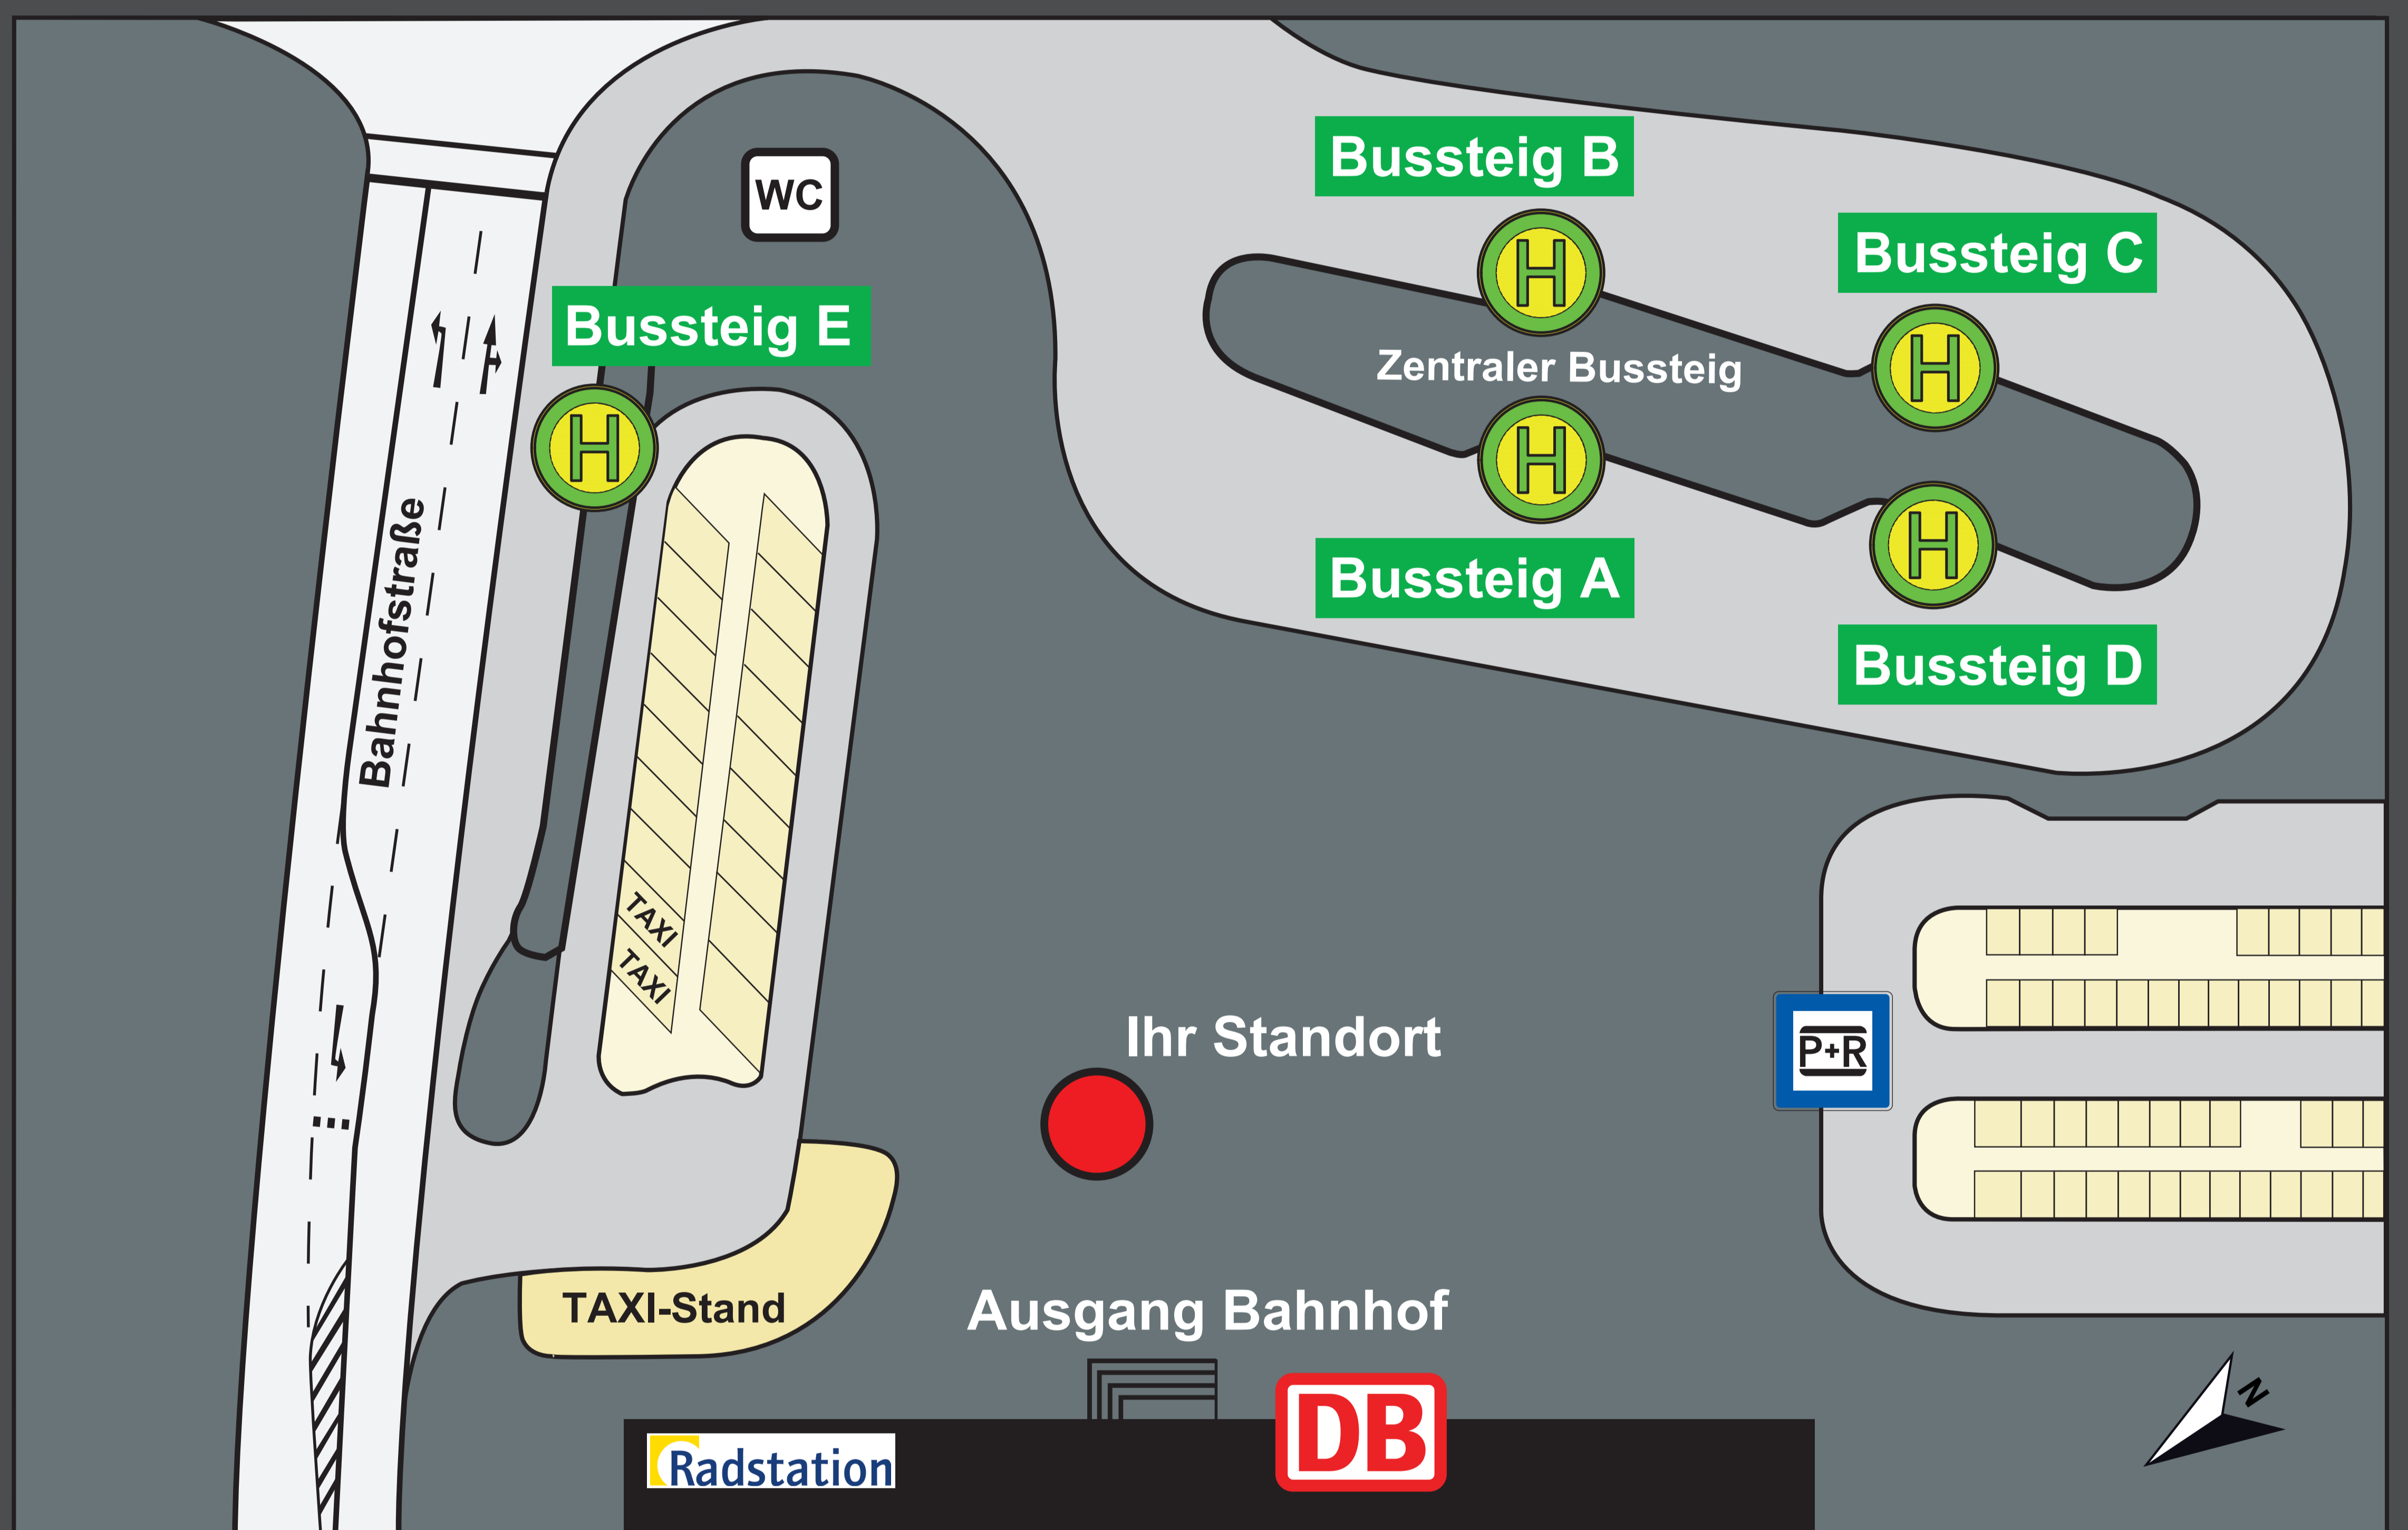 Bussteig B
WC
Bussteig C
Bussteig E
H
H
Zentraler Bussteig
H
H
H
Bahnhofstraße
Bussteig A
Bussteig D
TAXI
TAXI
Ihr Standort
P+R
TAXI-Stand
Ausgang Bahnhof
N
DB
Radstation